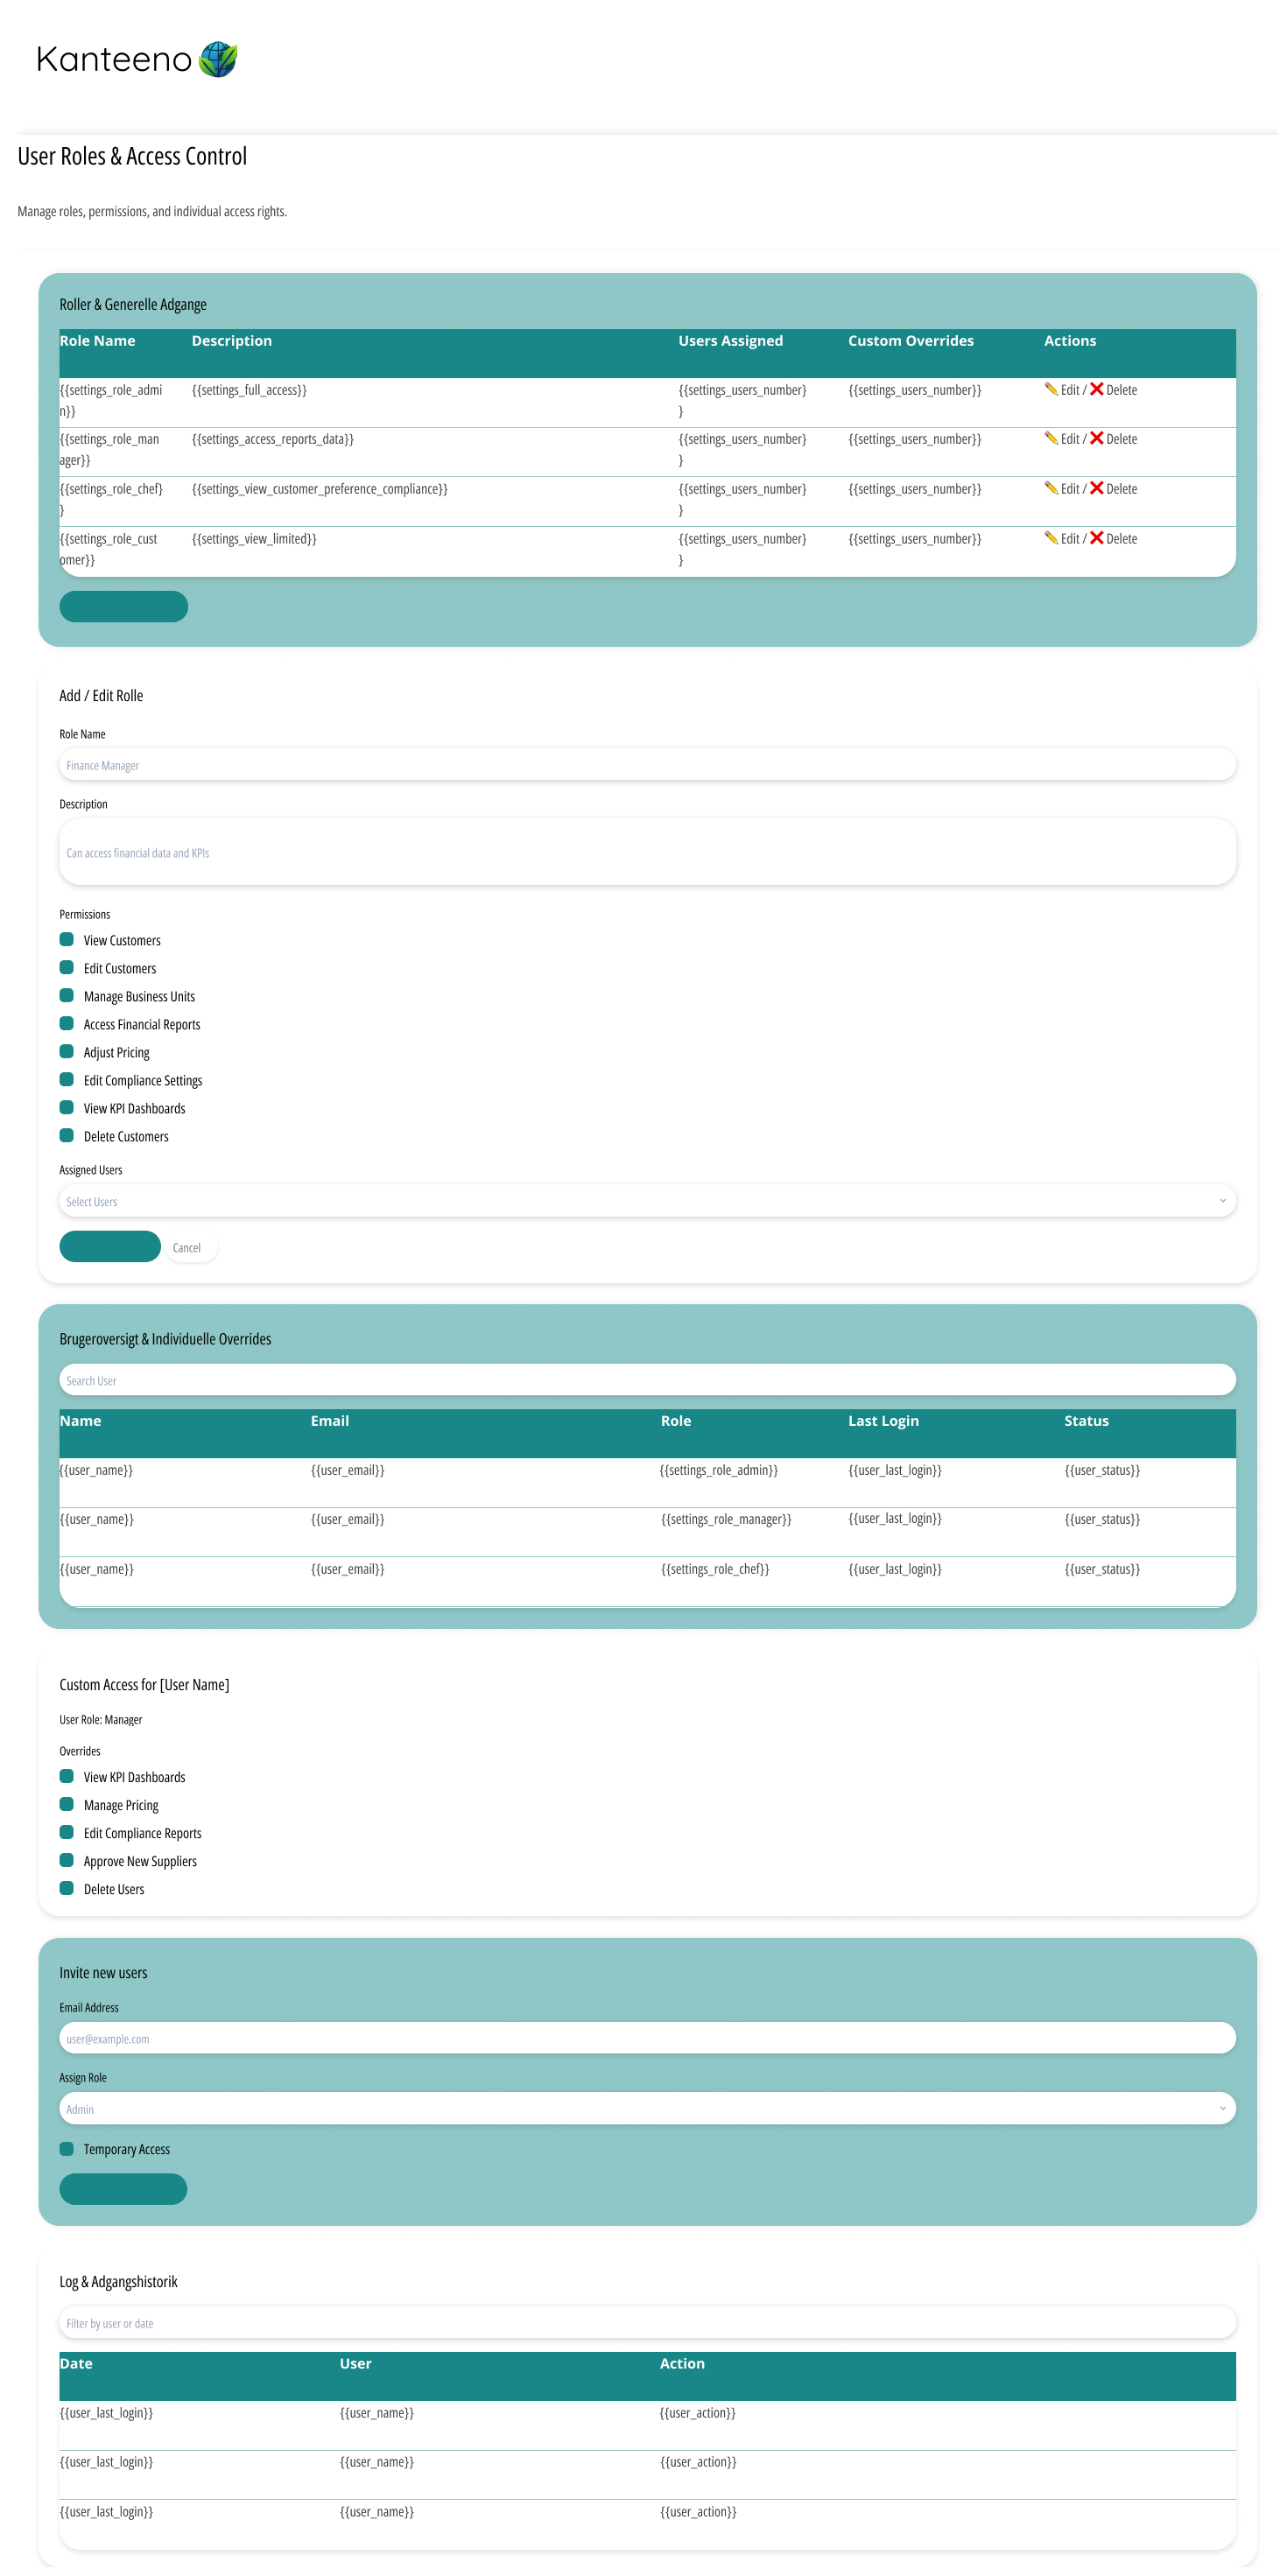 Kanteeno
User Roles & Access Control
Manage roles, permissions, and individual access rights.
Roller & Generelle Adgange
Role Name Description Users Assigned Custom Overrides Actions
{{settings_role_admi {{settings_full_access}} {{settings_users_number} {{settings_users_number}} Edit / Delete
n}} }
{{settings_role_man {{settings_access_reports_data}} {{settings_users_number} {{settings_users_number}} Edit / Delete
ager}} }
{{settings_role_chef} {{settings_view_customer_preference_compliance}} {{settings_users_number} {{settings_users_number}} Edit / Delete
} }
{{settings_role_cust {{settings_view_limited}} {{settings_users_number} {{settings_users_number}} Edit / Delete
omer}} }
Add / Edit Rolle
Role Name
Finance Manager
Description
Can access financial data and KPIs
Permissions
View Customers
Edit Customers
Manage Business Units
Access Financial Reports
Adjust Pricing
Edit Compliance Settings
View KPI Dashboards
Delete Customers
Assigned Users
Select Users
Cancel
Brugeroversigt & Individuelle Overrides
Search User
Name Email Role Last Login Status
{{user_name}} {{user_email}} {{settings_role_admin}} {{user_last_login}} {{user_status}}
{{user_name}} {{user_email}} {{settings_role_manager}} {{user_last_login}} {{user_status}}
{{user_name}} {{user_email}} {{settings_role_chef}} {{user_last_login}} {{user_status}}
Custom Access for [User Name]
User Role: Manager
Overrides
View KPI Dashboards
Manage Pricing
Edit Compliance Reports
Approve New Suppliers
Delete Users
Invite new users
Email Address
user@example.com
Assign Role
Admin
Temporary Access
Log & Adgangshistorik
Filter by user or date
Date User Action
{{user_last_login}} {{user_name}} {{user_action}}
{{user_last_login}} {{user_name}} {{user_action}}
{{user_last_login}} {{user_name}} {{user_action}}